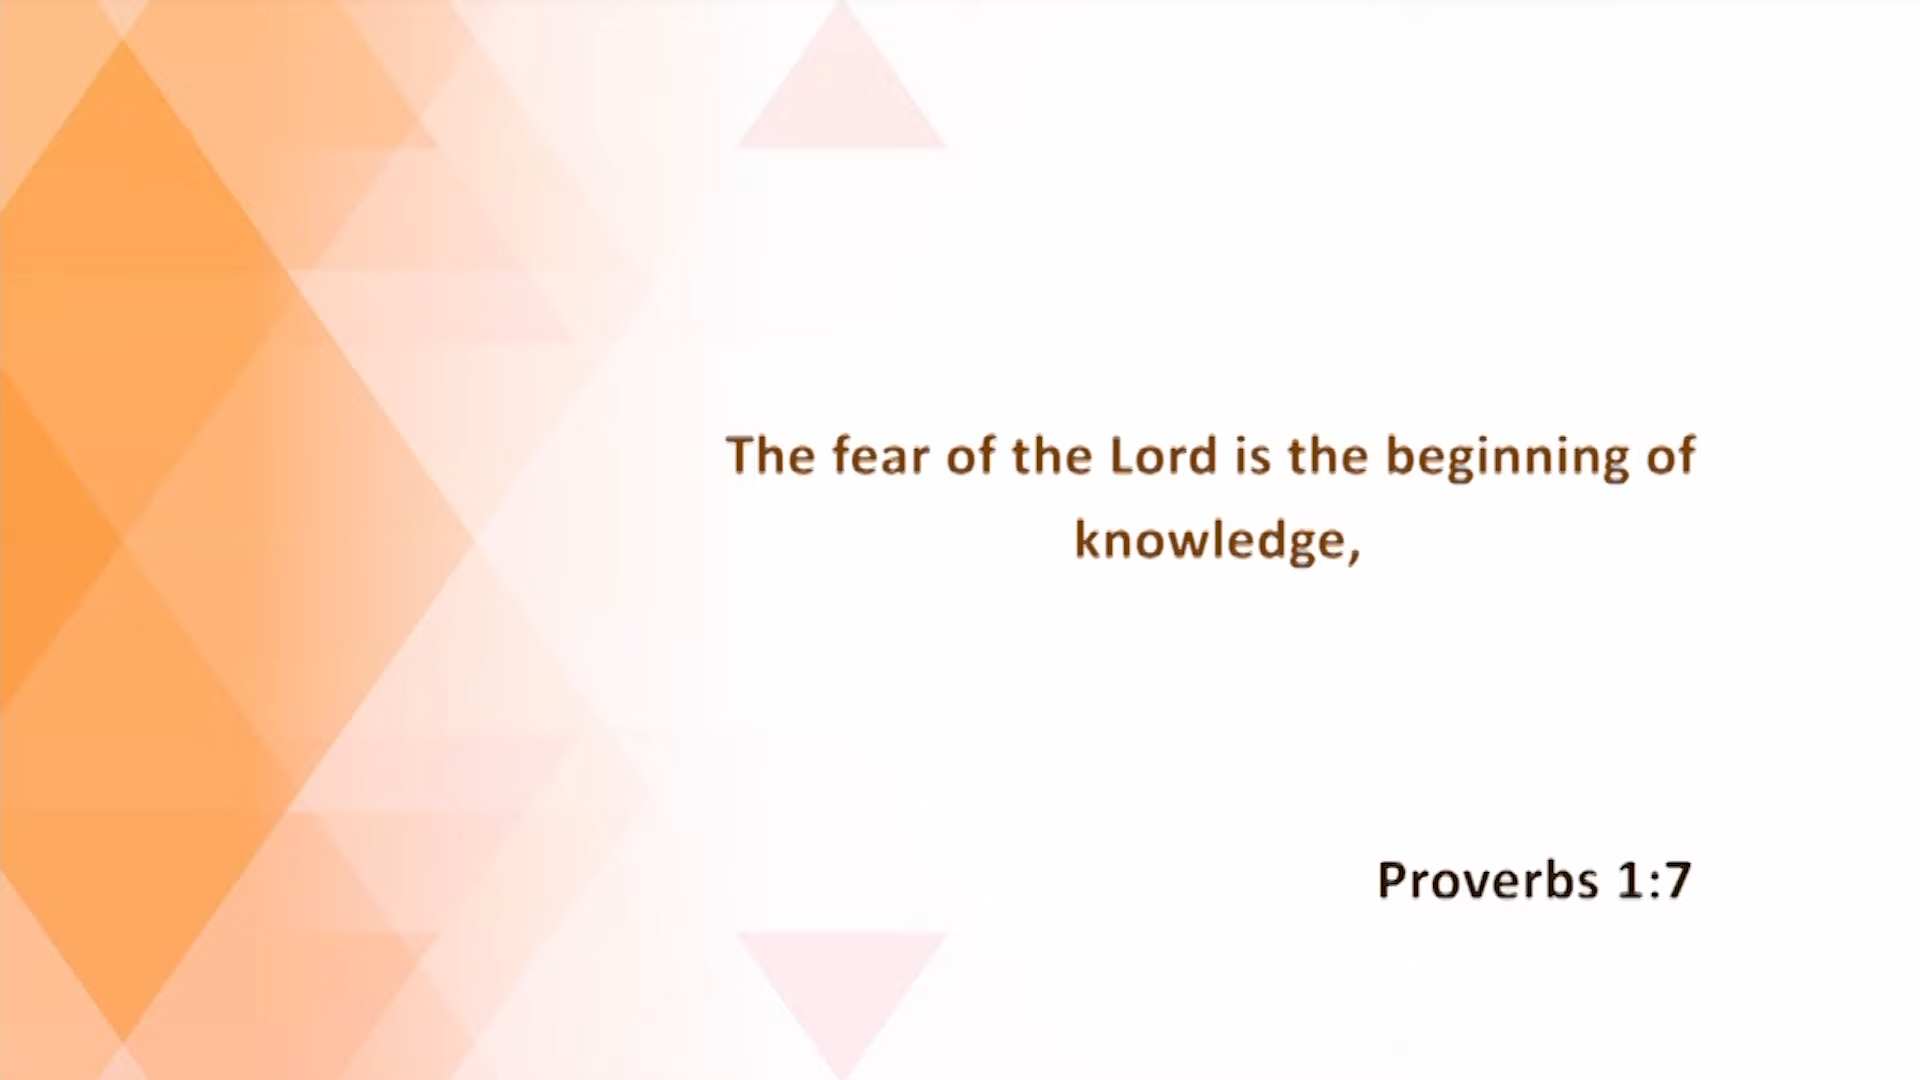 The fear of the Lord is the beginning of
knowledge,
Proverbs 1:7